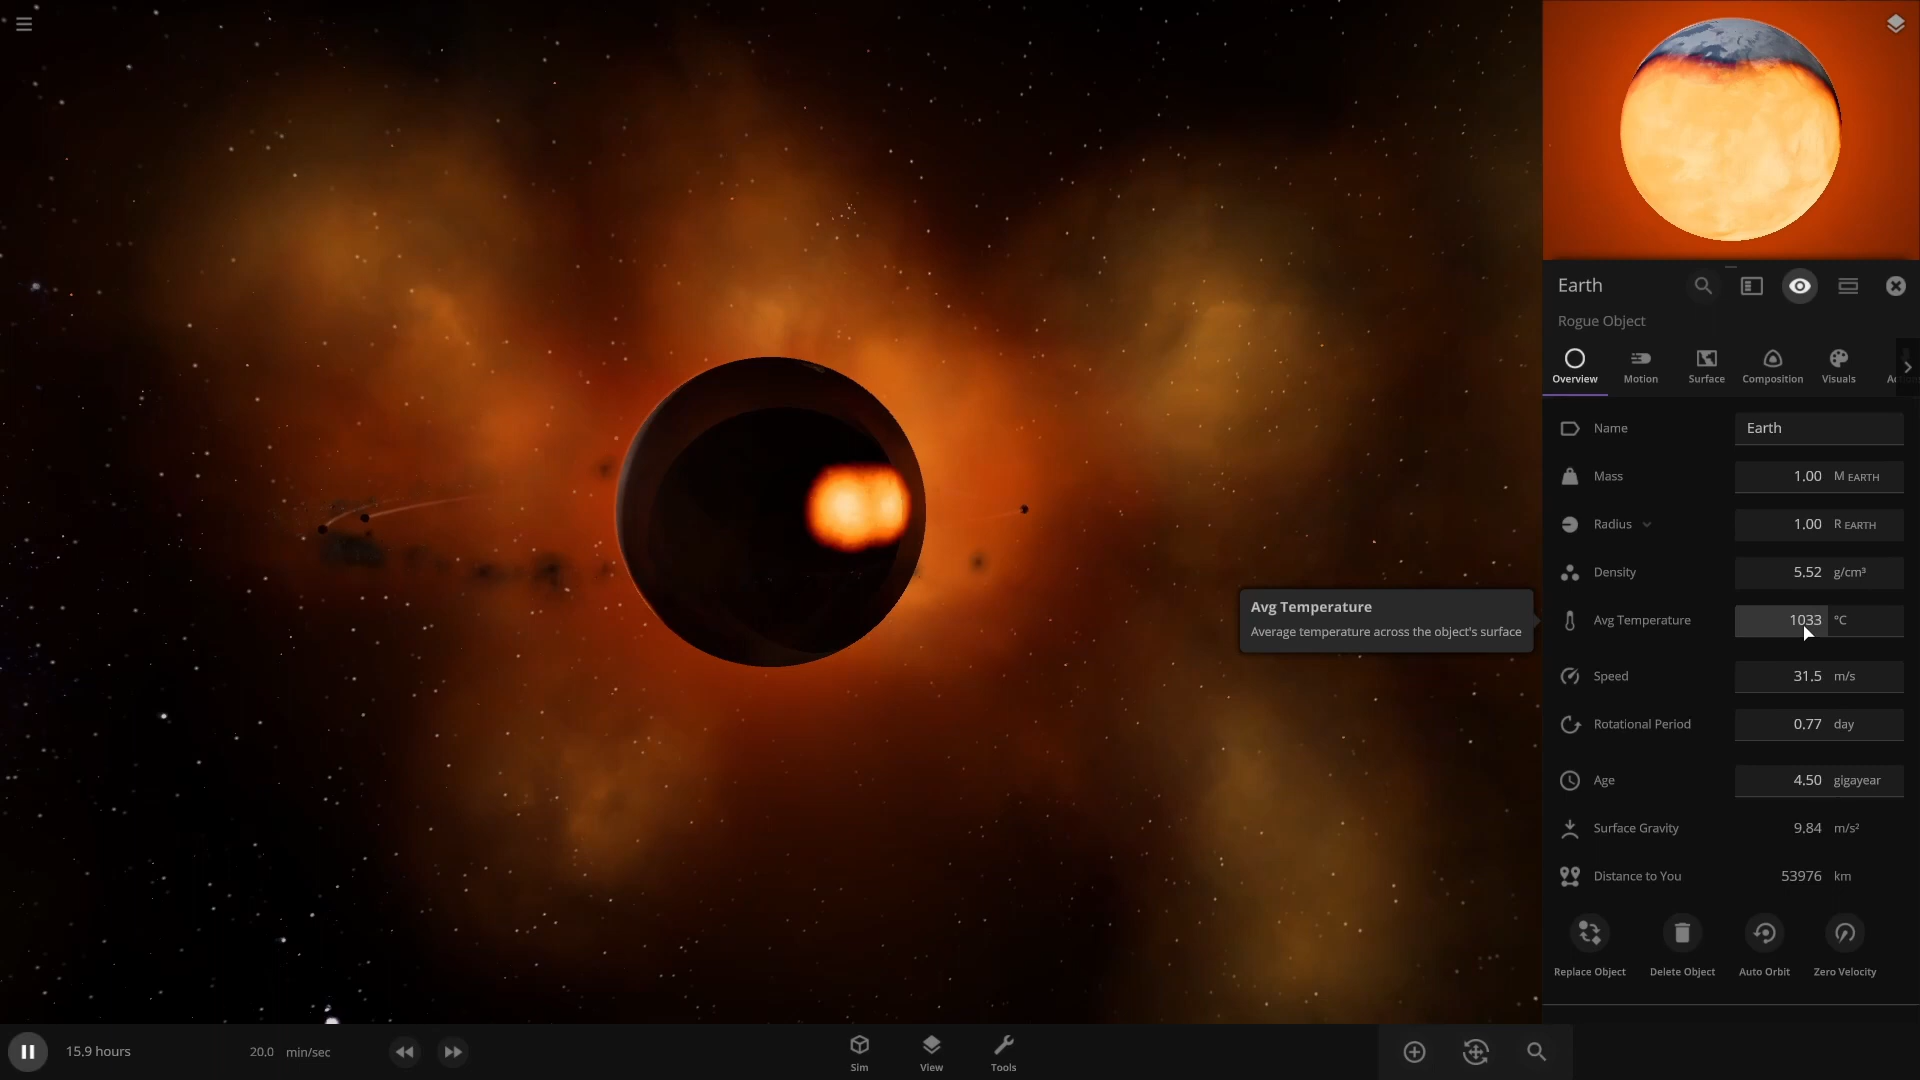 Earth
Rogue Object
Overview
Motion
Surface
Composition
Visuals
Name
Earth
Mass
1.00 M EARTH
Radius
1.00 R EARTH
Density
5.52 g/cm³
Avg Temperature
Average temperature across the object's surface
Avg Temperature
1033 °C
Speed
31.5 m/s
Rotational Period
0.77 day
Age
4.50 gigayear
Surface Gravity
9.84 m/s²
Distance to You
53976 km
Replace Object
Delete Object
Auto Orbit
Zero Velocity
15.9 hours
20.0 min/sec
Sim
View
Tools